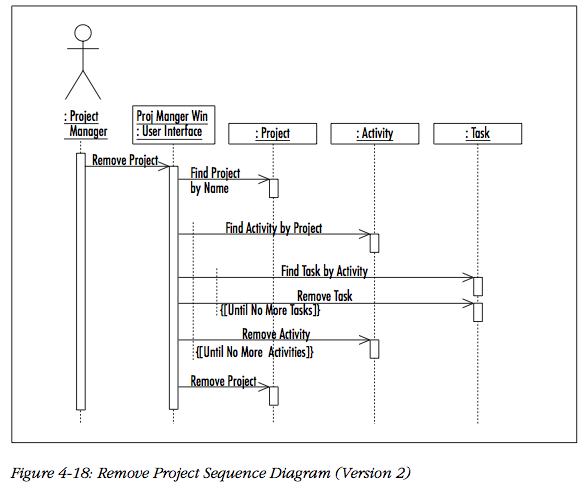 : Project
Manager
Proj Manger Win
: User Interface
: Project
: Activity
: Task
Remove Project
Find Project
by Name
Find Activity by Project
Find Task by Activity
Remove Task
{[Until No More Tasks]}
Remove Activity
{[Until No More Activities]}
Remove Project
Figure 4-18: Remove Project Sequence Diagram (Version 2)